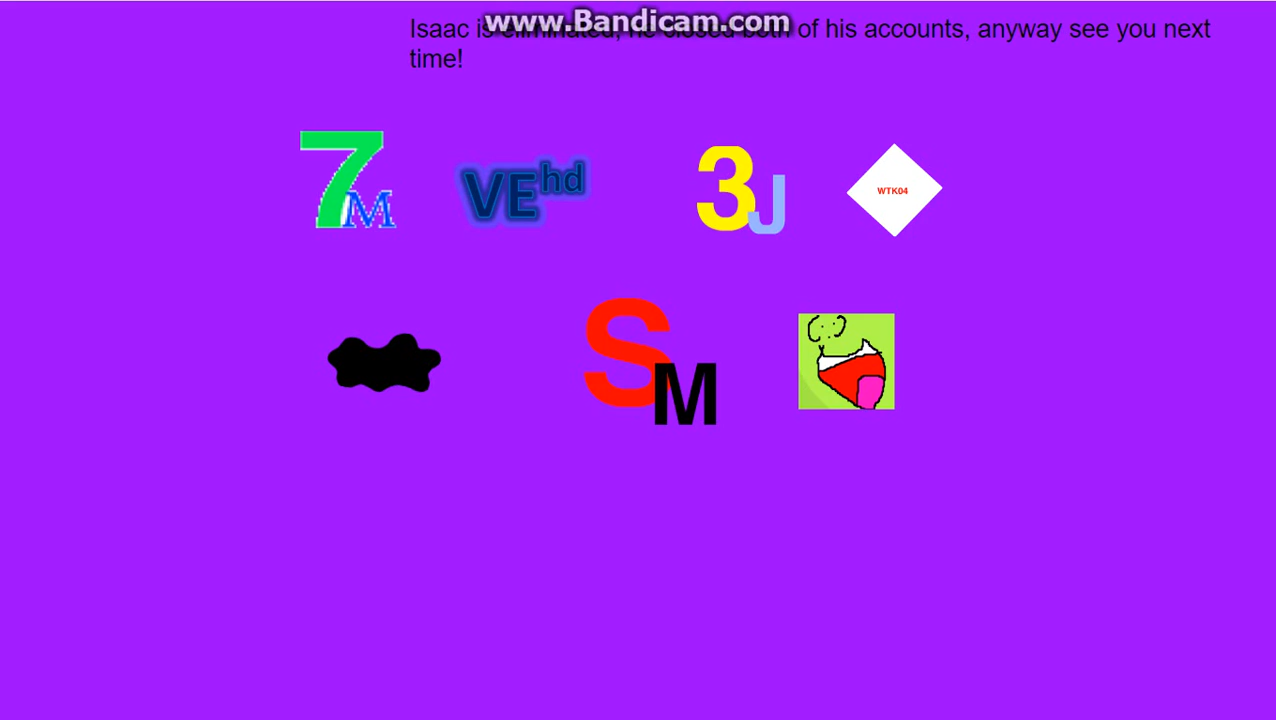 www.Bandicam.com
Isaac is eliminated, he closed both of his accounts, anyway see you next
time!
7M
VEhd
3J
WTK04
SM